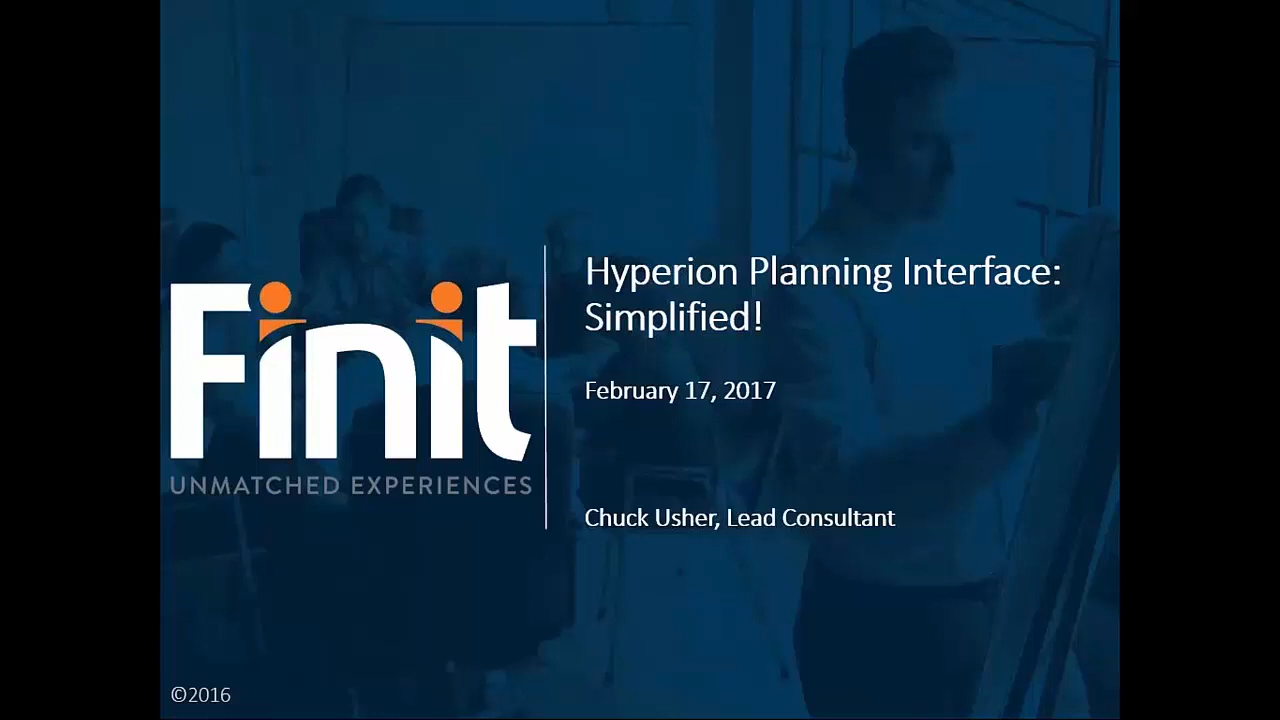 Finit
UNMATCHED EXPERIENCES
Hyperion Planning Interface:
Simplified!
February 17, 2017
Chuck Usher, Lead Consultant
©2016